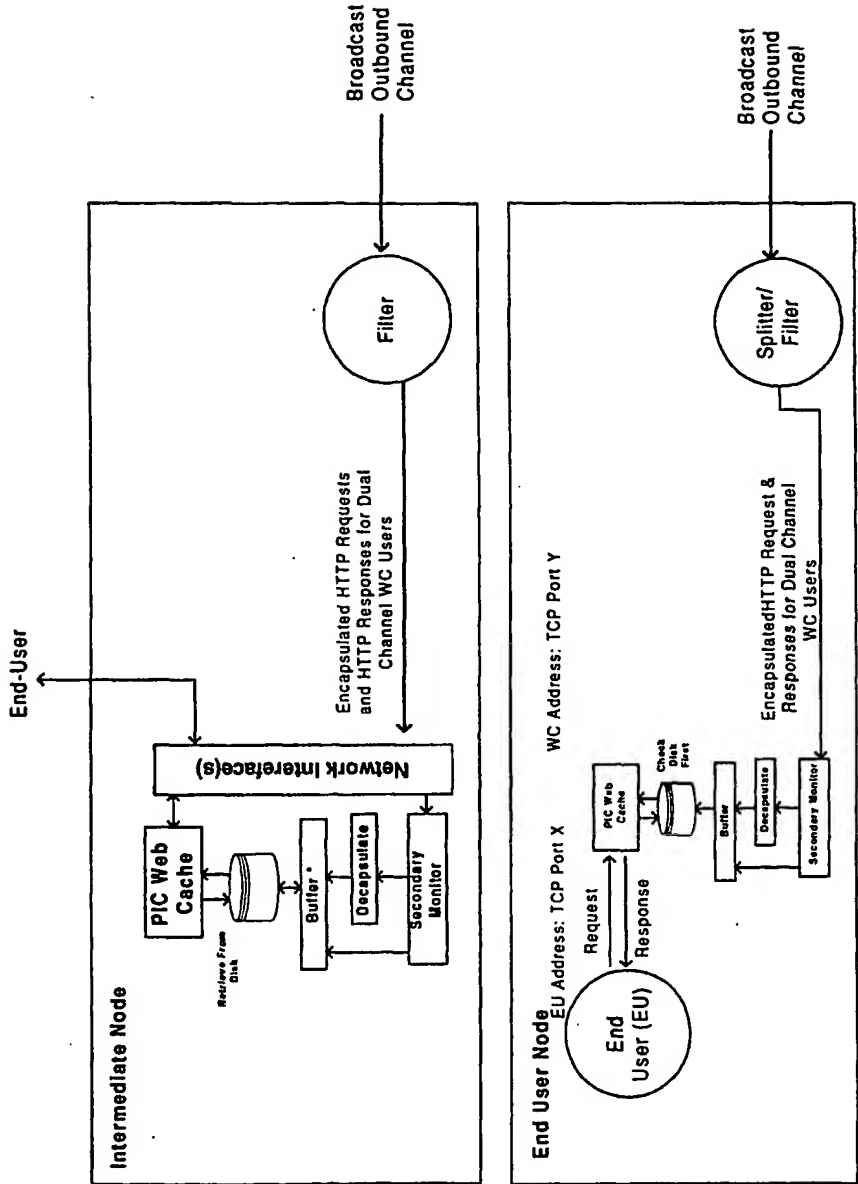 Intermediate Node
End-User
PIC Web
Cache
Retrieve From
Disk
Buffer *
Decapsulate
Secondary
Monitor
Network Intereface(s)
Encapsulated HTTP Requests
and HTTP Responses for Dual
Channel WC Users
Filter
Broadcast
Outbound
Channel
End User Node
EU Address: TCP Port X
WC Address: TCP Port Y
End
User (EU)
Request
Response
PIC Web
Cache
Check
Disk
First
Buffer
Decapsulate
Secondary Monitor
EncapsulatedHTTP Request &
Responses for Dual Channel
WC Users
Splitter/
Filter
Broadcast
Outbound
Channel